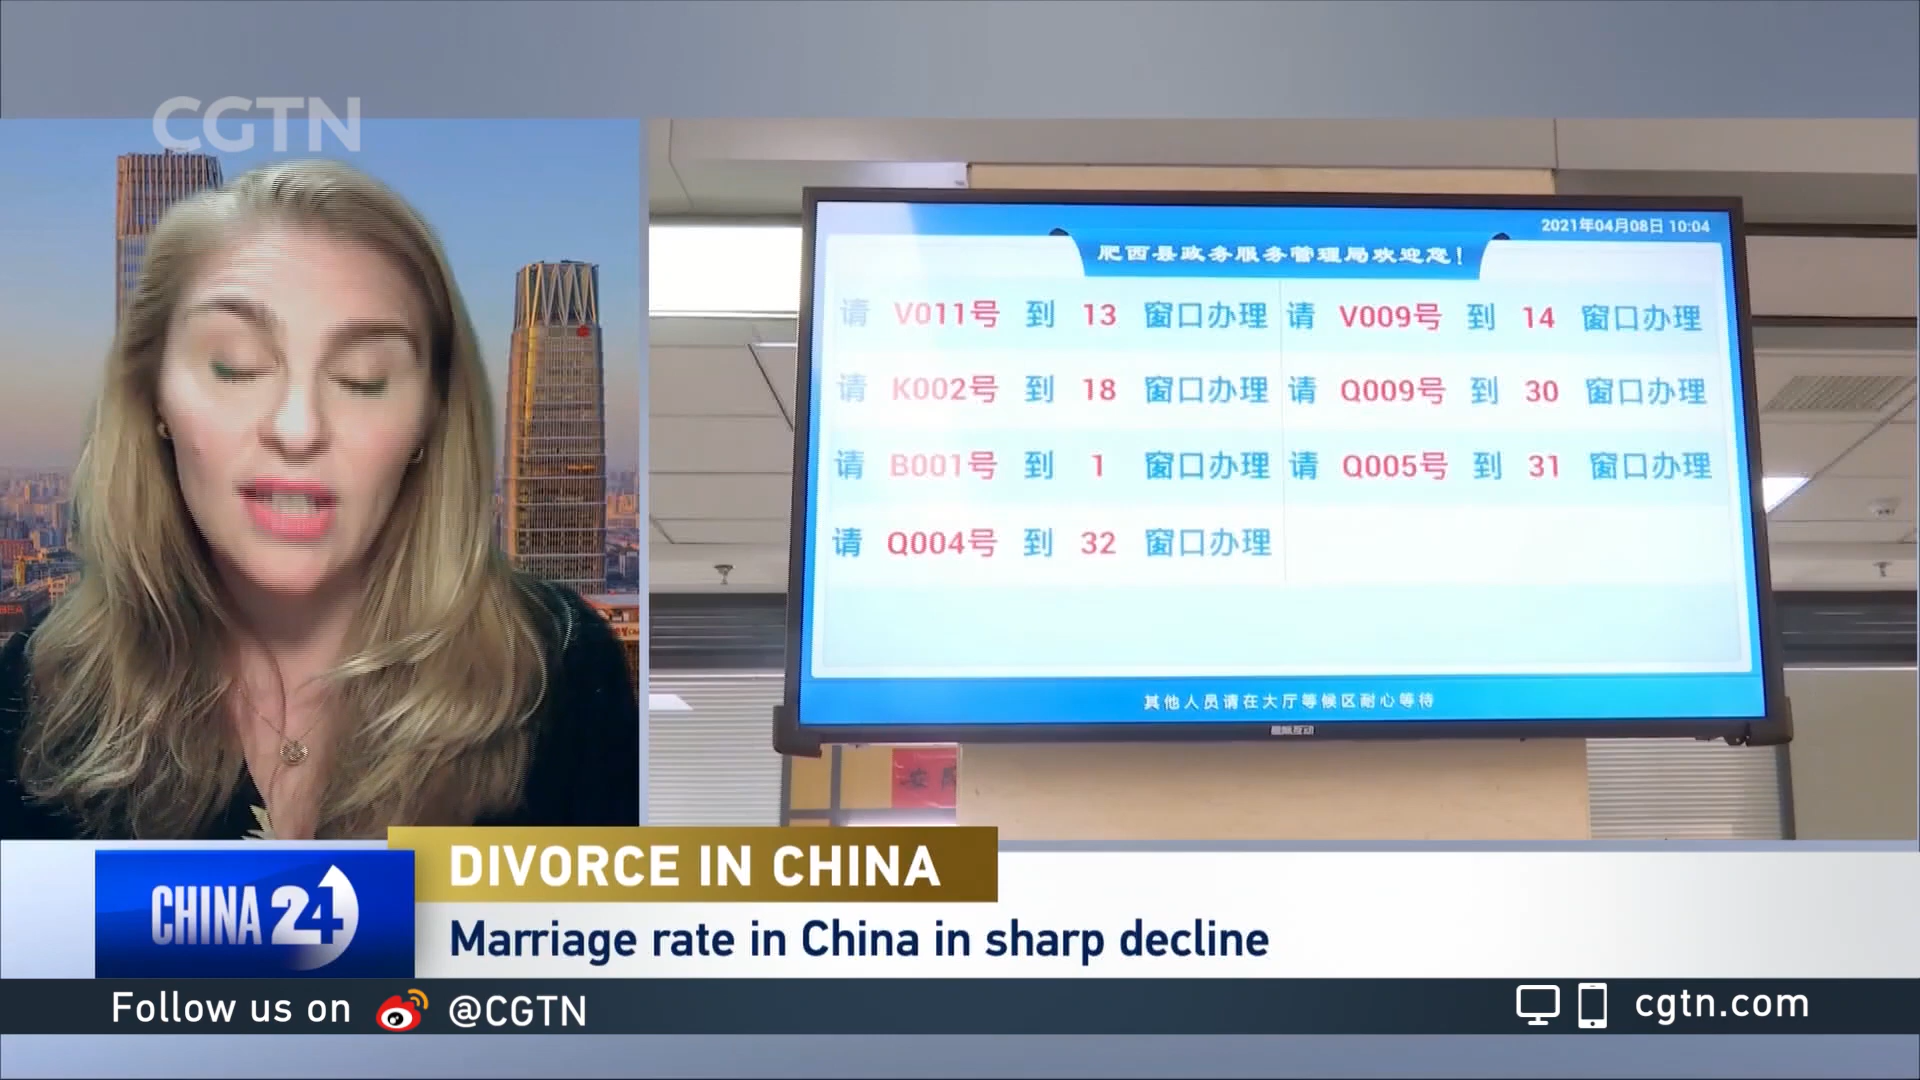 CGTN
2021年04月08日 10:04
肥西县政务服务管理局欢迎您！
请 V011号 到 13 窗口办理 请 V009号 到 14 窗口办理
请 K002号 到 18 窗口办理 请 Q009号 到 30 窗口办理
请 B001号 到 1 窗口办理 请 Q005号 到 31 窗口办理
请 Q004号 到 32 窗口办理
其他人员请在大厅等候区耐心等待
安
DIVORCE IN CHINA
CHINA 24
Marriage rate in China in sharp decline
Follow us on @CGTN
cgtn.com